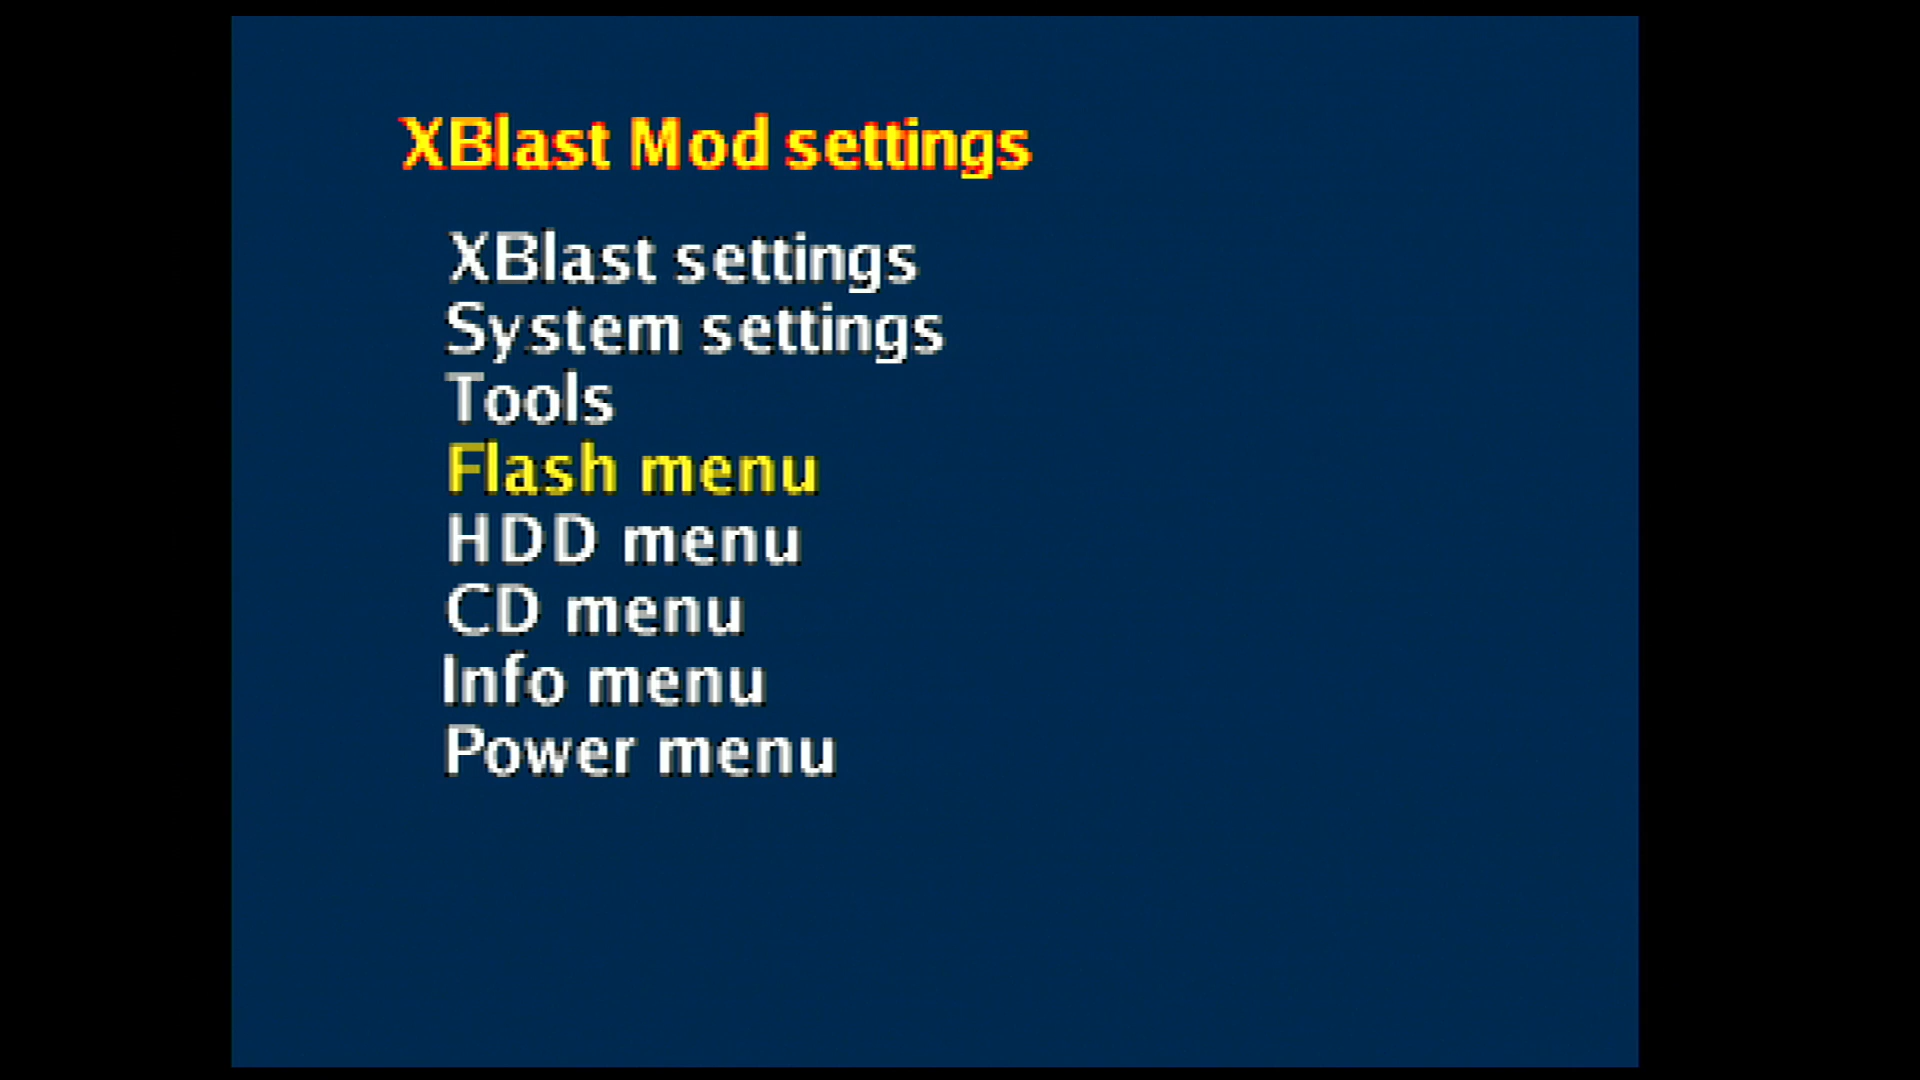 XBlast Mod settings
XBlast settings
System settings
Tools
Flash menu
HDD menu
CD menu
Info menu
Power menu